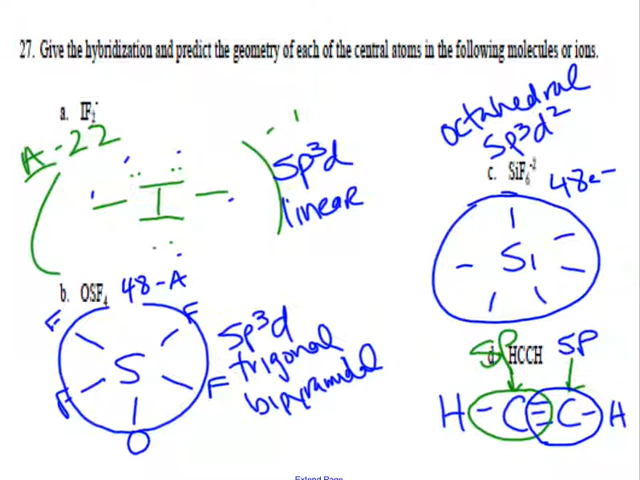 27. Give the hybridization and predict the geometry of each of the central atoms in the following molecules or ions.
a. IF₂⁻
A-22
I
sp³d
linear
octahedral
sp³d²
c. SiF₆⁻²
48e-
Si
b. OSF₄ 48-A
F F
S
F F
O
sp³d
trigonal
bipyramidal
d. HCCH
sp sp
H-C≡C-H
Extend Page